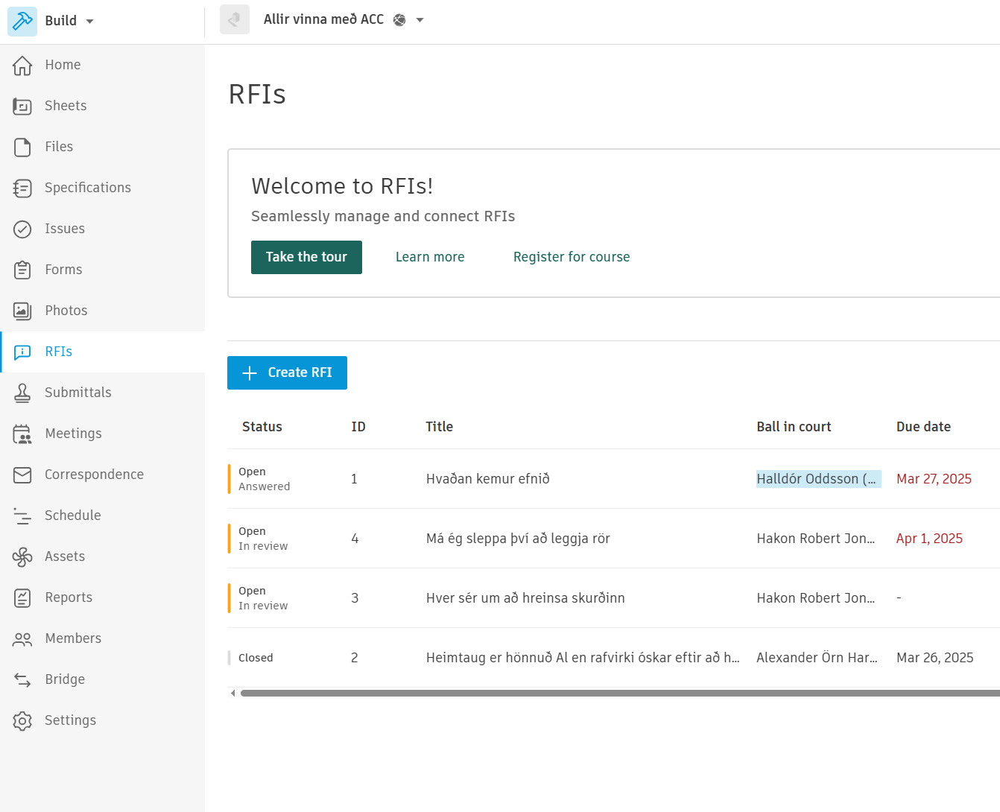 Build
Allir vinna með ACC
Home
Sheets
Files
Specifications
Issues
Forms
Photos
RFIs
Submittals
Meetings
Correspondence
Schedule
Assets
Reports
Members
Bridge
Settings
RFIs
Welcome to RFIs!
Seamlessly manage and connect RFIs
Take the tour Learn more Register for course
Create RFI
Status ID Title Ball in court Due date
Open
Answered
1 Hvaðan kemur efnið Halldór Oddsson (... Mar 27, 2025
Open
In review
4 Má ég sleppa því að leggja rör Hakon Robert Jon... Apr 1, 2025
Open
In review
3 Hver sér um að hreinsa skurðinn Hakon Robert Jon... -
Closed 2 Heimtaug er hönnuð Al en rafvirki óskar eftir að h... Alexander Örn Har... Mar 26, 2025